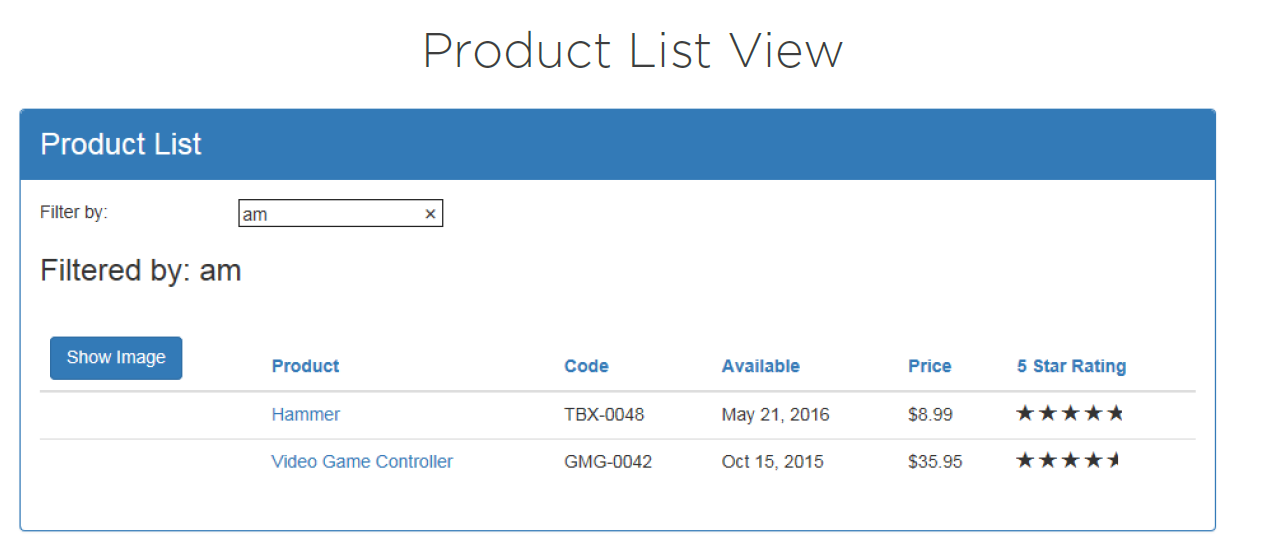 Product List View
Product List
Filter by: am ×
Filtered by: am
Show Image Product Code Available Price 5 Star Rating
Hammer TBX-0048 May 21, 2016 $8.99
Video Game Controller GMG-0042 Oct 15, 2015 $35.95